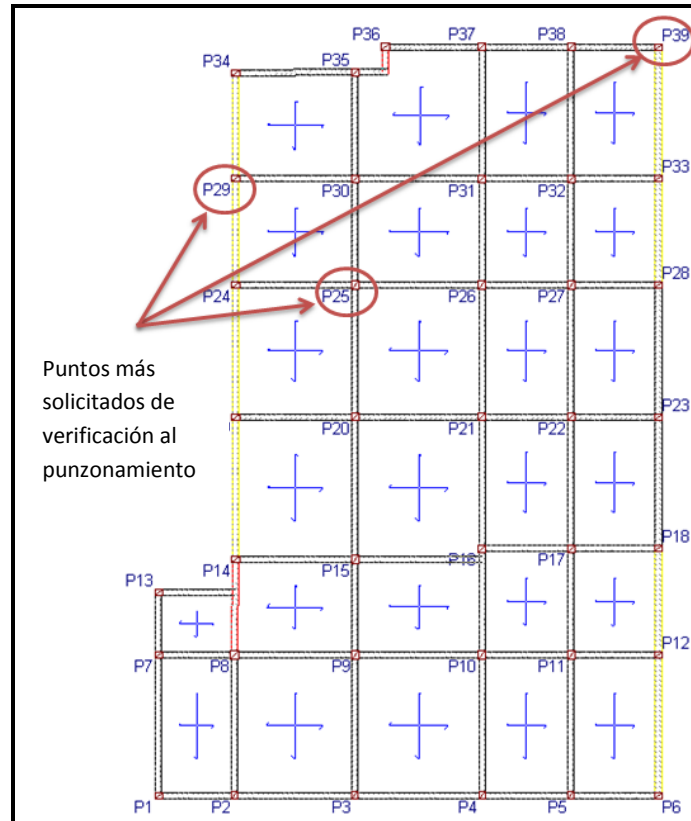 P36 P37 P38 P39
P34 P35
P29 P30 P31 P32 P33
P24 P25 P26 P27 P28
Puntos más
solicitados de
verificación al
punzonamiento
P20 P21 P22 P23
P13 P14 P15 P16 P17 P18
P7 P8 P9 P10 P11 P12
P1 P2 P3 P4 P5 P6